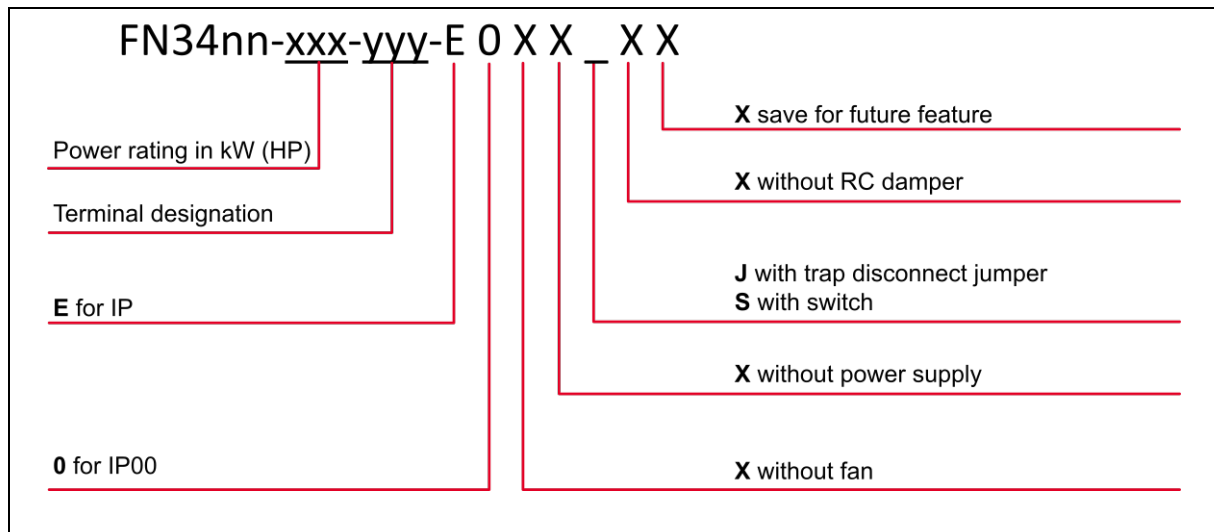 FN34nn-xxx-yyy-E 0 X X _ X X
X save for future feature
Power rating in kW (HP)
X without RC damper
Terminal designation
J with trap disconnect jumper
S with switch
E for IP
X without power supply
0 for IP00
X without fan